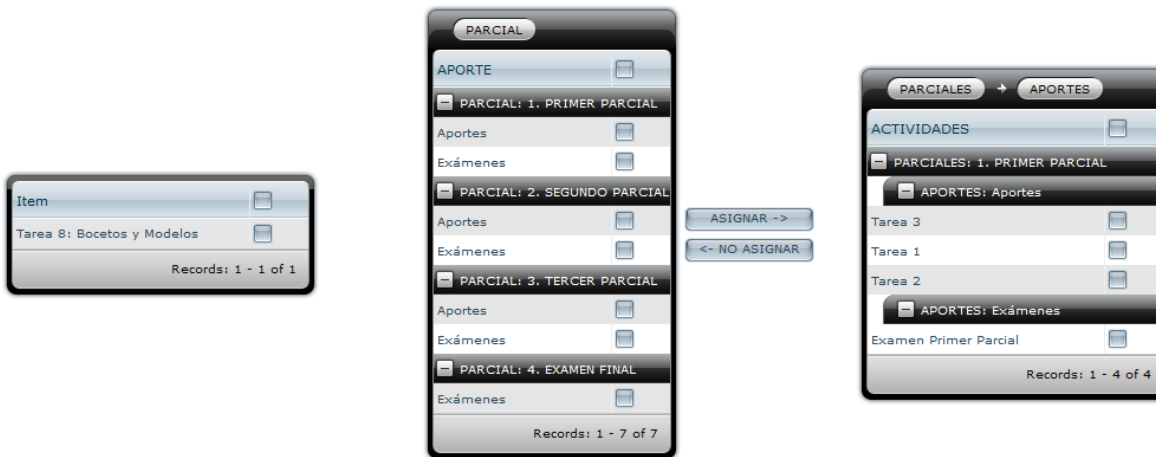 Item
Tarea 8: Bocetos y Modelos
Records: 1 - 1 of 1
PARCIAL
APORTE
PARCIAL: 1. PRIMER PARCIAL
Aportes
Exámenes
PARCIAL: 2. SEGUNDO PARCIAL
Aportes
Exámenes
PARCIAL: 3. TERCER PARCIAL
Aportes
Exámenes
PARCIAL: 4. EXAMEN FINAL
Exámenes
Records: 1 - 7 of 7
ASIGNAR ->
<- NO ASIGNAR
PARCIALES → APORTES
ACTIVIDADES
PARCIALES: 1. PRIMER PARCIAL
APORTES: Aportes
Tarea 3
Tarea 1
Tarea 2
APORTES: Exámenes
Examen Primer Parcial
Records: 1 - 4 of 4